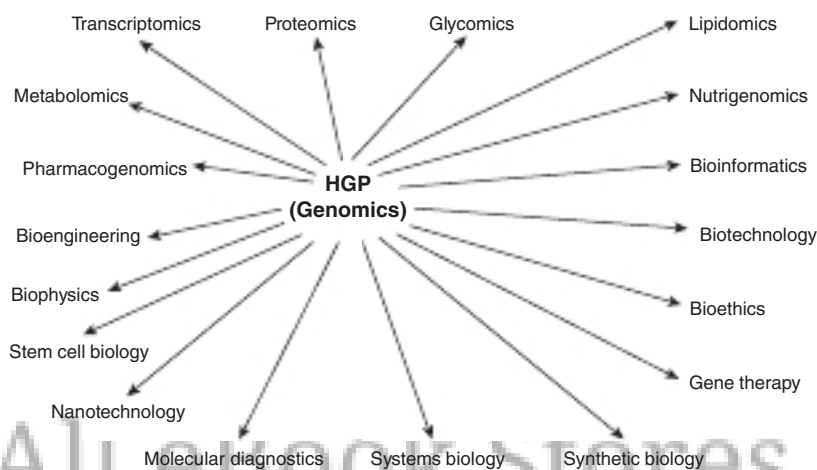 Transcriptomics
Proteomics
Glycomics
Lipidomics
Metabolomics
Nutrigenomics
Pharmacogenomics
Bioinformatics
HGP
(Genomics)
Bioengineering
Biotechnology
Biophysics
Bioethics
Stem cell biology
Gene therapy
Nanotechnology
Molecular diagnostics
Systems biology
Synthetic biology